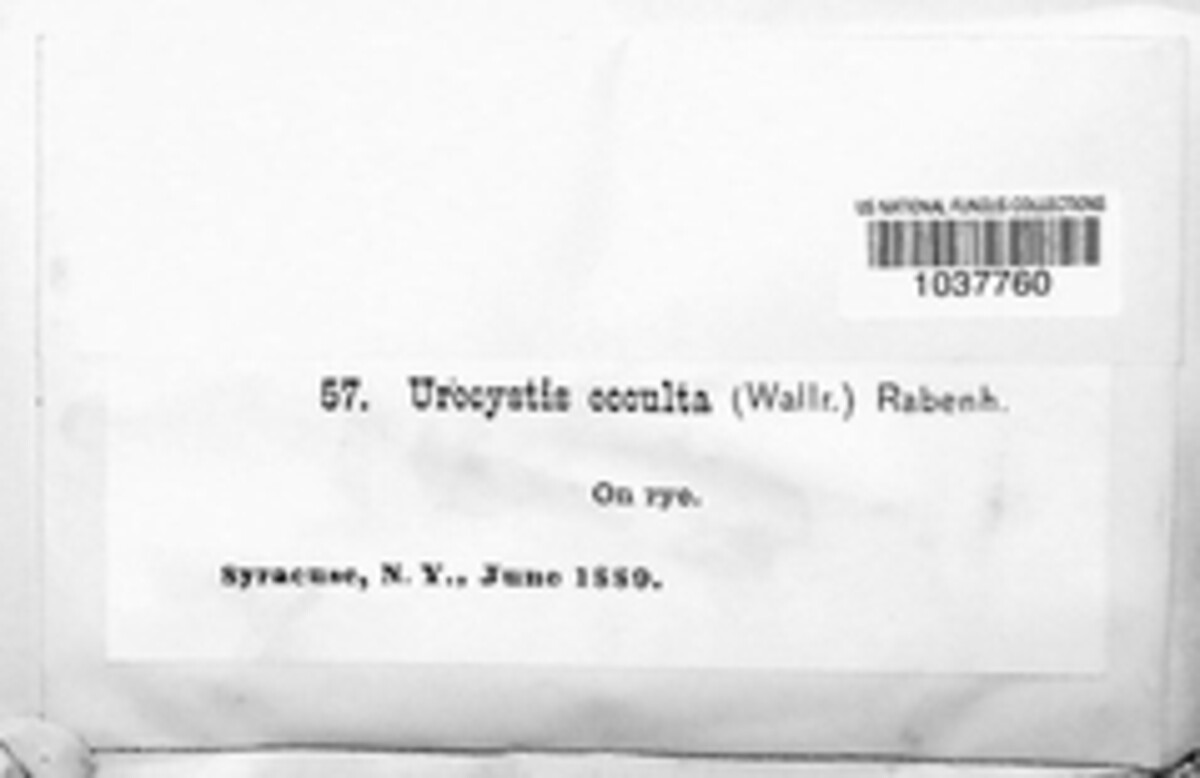 US NATIONAL FUNGUS COLLECTIONS
1037760
57. Urocystis occulta (Wallr.) Rabenh.
On rye.
Syracuse, N. Y., June 1889.